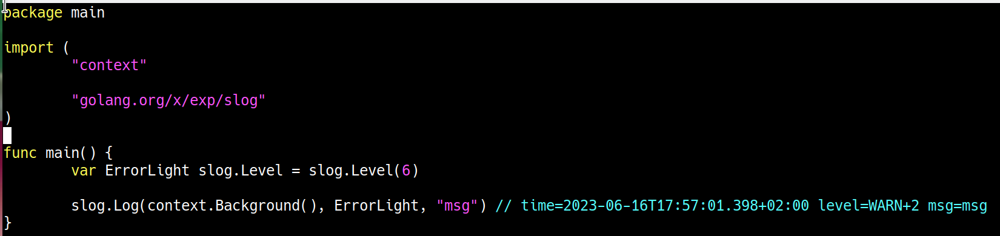 package main
import (
"context"
"golang.org/x/exp/slog"
)
func main() {
var ErrorLight slog.Level = slog.Level(6)
slog.Log(context.Background(), ErrorLight, "msg") // time=2023-06-16T17:57:01.398+02:00 level=WARN+2 msg=msg
}